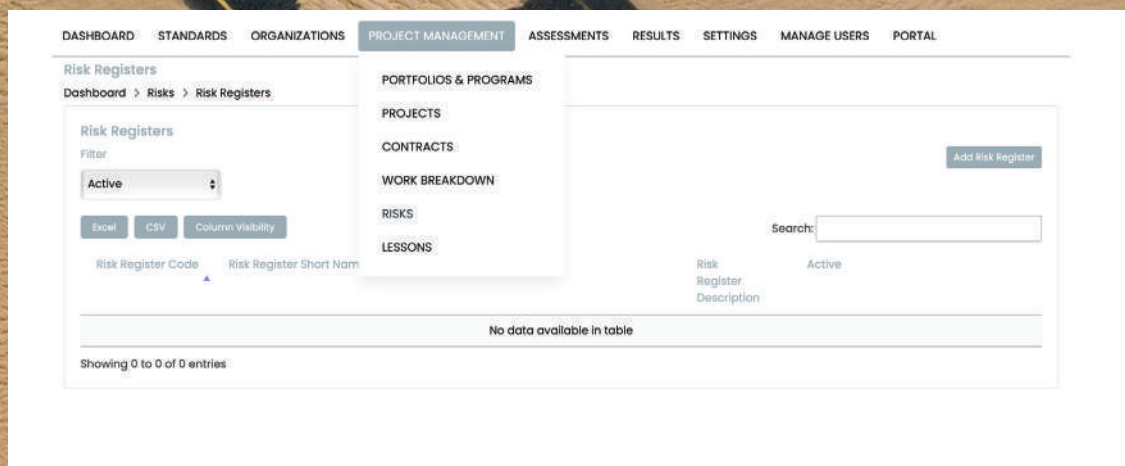 DASHBOARD STANDARDS ORGANIZATIONS PROJECT MANAGEMENT ASSESSMENTS RESULTS SETTINGS MANAGE USERS PORTAL
PORTFOLIOS & PROGRAMS
PROJECTS
CONTRACTS
WORK BREAKDOWN
RISKS
LESSONS
Risk Registers
Dashboard > Risks > Risk Registers
Risk Registers
Filter
Add Risk Register
Active
Excel CSV Column Visibility
Search:
Risk Register Code Risk Register Short Nam Risk Register Description Active
No data available in table
Showing 0 to 0 of 0 entries